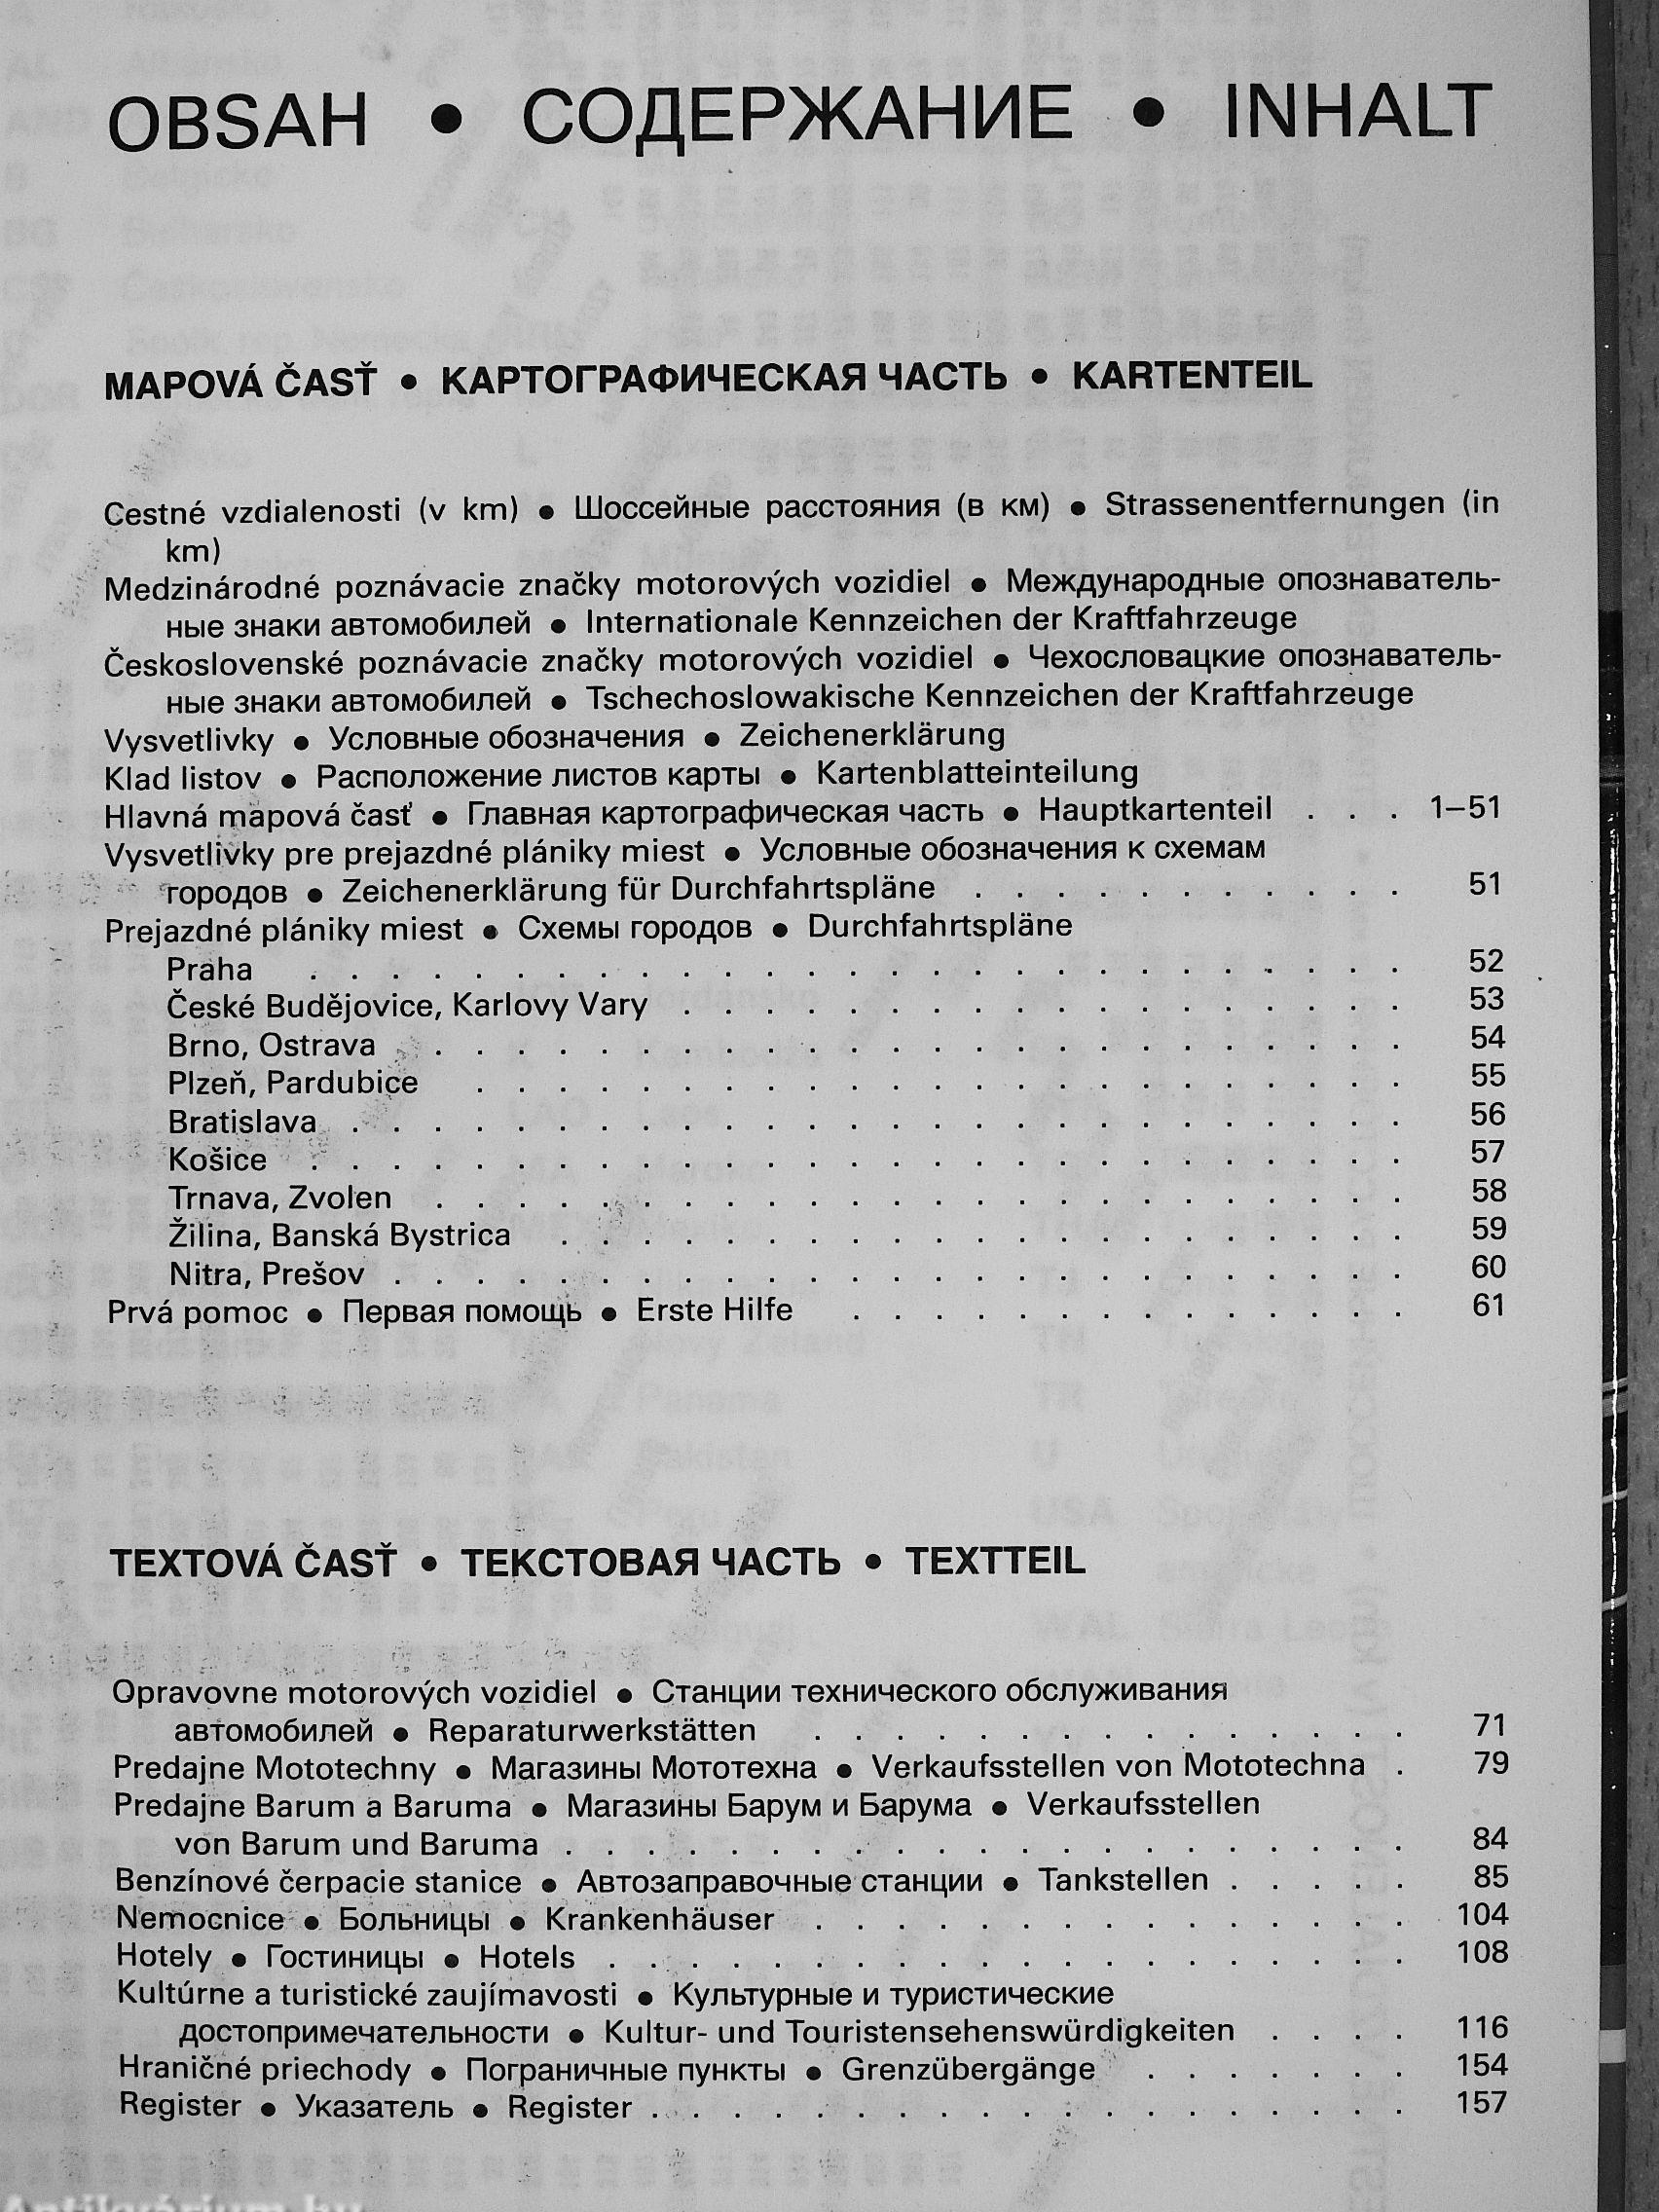 OBSAH • СОДЕРЖАНИЕ • INHALT
MAPOVÁ ČASŤ • КАРТОГРАФИЧЕСКАЯ ЧАСТЬ • KARTENTEIL
Cestné vzdialenosti (v km) • Шоссейные расстояния (в км) • Strassenentfernungen (in
km)
Medzinárodné poznávacie značky motorových vozidiel • Международные опознаватель-
ные знаки автомобилей • Internationale Kennzeichen der Kraftfahrzeuge
Československé poznávacie značky motorových vozidiel • Чехословацкие опознаватель-
ные знаки автомобилей • Tschechoslowakische Kennzeichen der Kraftfahrzeuge
Vysvetlivky • Условные обозначения • Zeichenerklärung
Klad listov • Расположение листов карты • Kartenblatteinteilung
Hlavná mapová časť • Главная картографическая часть • Hauptkartenteil . . . 1–51
Vysvetlivky pre prejazdné plániky miest • Условные обозначения к схемам
городов • Zeichenerklärung für Durchfahrtspläne . . . . . . . . . . . 51
Prejazdné plániky miest • Схемы городов • Durchfahrtspläne
Praha . . . . . . . . . . . . . . . . . . . . . . . . . . . 52
České Budějovice, Karlovy Vary . . . . . . . . . . . . . . . . . . 53
Brno, Ostrava . . . . . . . . . . . . . . . . . . . . . . . . 54
Plzeň, Pardubice . . . . . . . . . . . . . . . . . . . . . . . 55
Bratislava . . . . . . . . . . . . . . . . . . . . . . . . . . 56
Košice . . . . . . . . . . . . . . . . . . . . . . . . . . . 57
Trnava, Zvolen . . . . . . . . . . . . . . . . . . . . . . . . 58
Žilina, Banská Bystrica . . . . . . . . . . . . . . . . . . . . . 59
Nitra, Prešov . . . . . . . . . . . . . . . . . . . . . . . . . 60
Prvá pomoc • Первая помощь • Erste Hilfe . . . . . . . . . . . . . . 61
TEXTOVÁ ČASŤ • ТЕКСТОВАЯ ЧАСТЬ • TEXTTEIL
Opravovne motorových vozidiel • Станции технического обслуживания
автомобилей • Reparaturwerkstätten . . . . . . . . . . . . . . . 71
Predajne Mototechny • Магазины Мототехна • Verkaufsstellen von Mototechna . 79
Predajne Barum a Baruma • Магазины Барум и Барума • Verkaufsstellen
von Barum und Baruma . . . . . . . . . . . . . . . . . . . . . 84
Benzínové čerpacie stanice • Автозаправочные станции • Tankstellen . . . . . 85
Nemocnice • Больницы • Krankenhäuser . . . . . . . . . . . . . . . 104
Hotely • Гостиницы • Hotels . . . . . . . . . . . . . . . . . . . . 108
Kultúrne a turistické zaujímavosti • Культурные и туристические
достопримечательности • Kultur- und Touristensehenswürdigkeiten . . . . 116
Hraničné priechody • Пограничные пункты • Grenzübergänge . . . . . . . 154
Register • Указатель • Register . . . . . . . . . . . . . . . . . . . 157